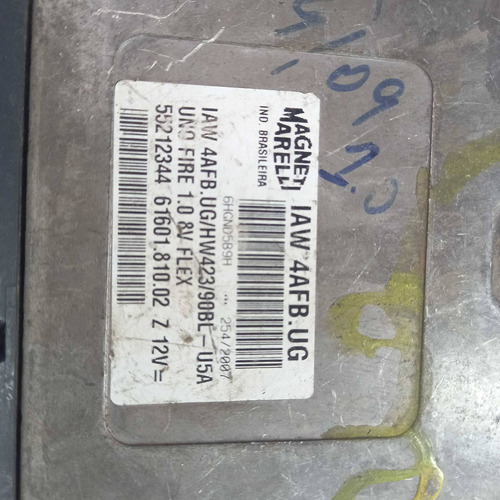 MAGNETI
MARELLI
IND. BRASILEIRA
IAW 4AFB.UG
6HGND5B9H ... 254/2007
IAW 4AFB.UG/HW423/90BL-U5A
UNO FIRE 1.0 8V FLEX
55212344 61601.810.02 Z 12V=